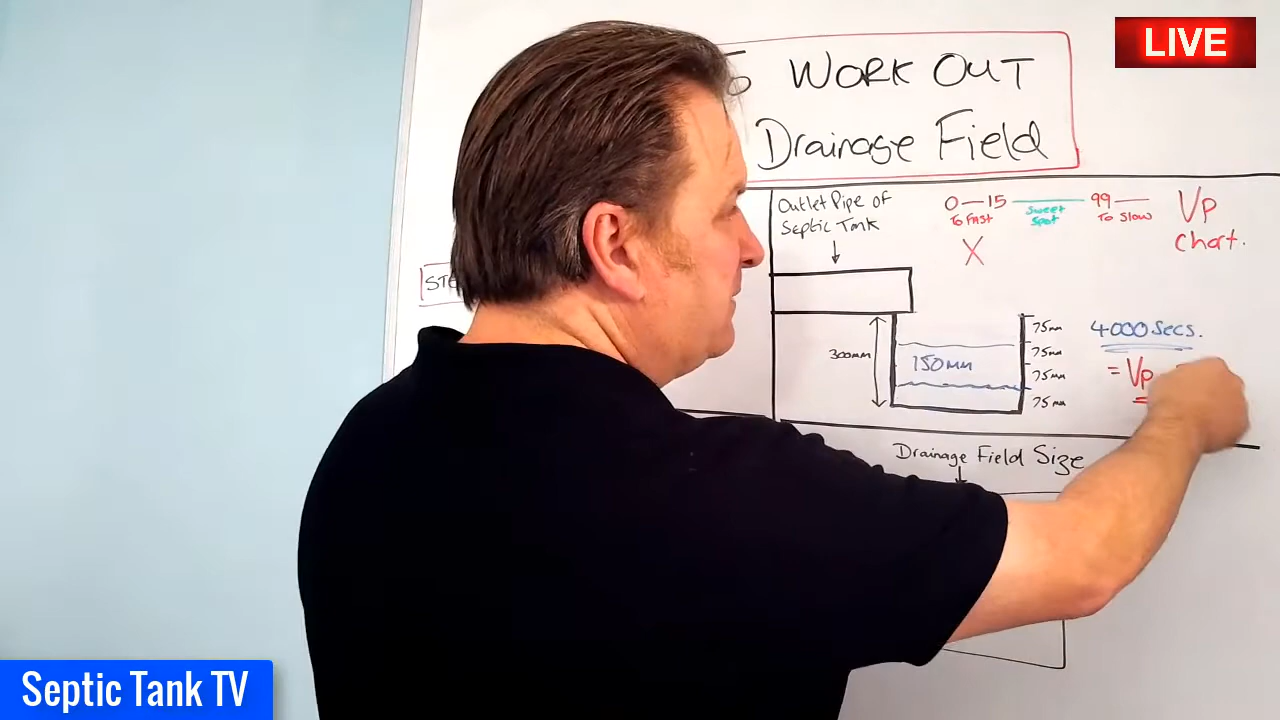 LIVE
To WORK OUT
Drainage Field
Outlet Pipe of
Septic Tank
0-15
To Fast
X
Sweet
Spot
99
To Slow
Vp
Chart.
300mm
150mm
75mm
75mm
75mm
75mm
4000 Secs.
= Vp
Drainage Field Size
Septic Tank TV